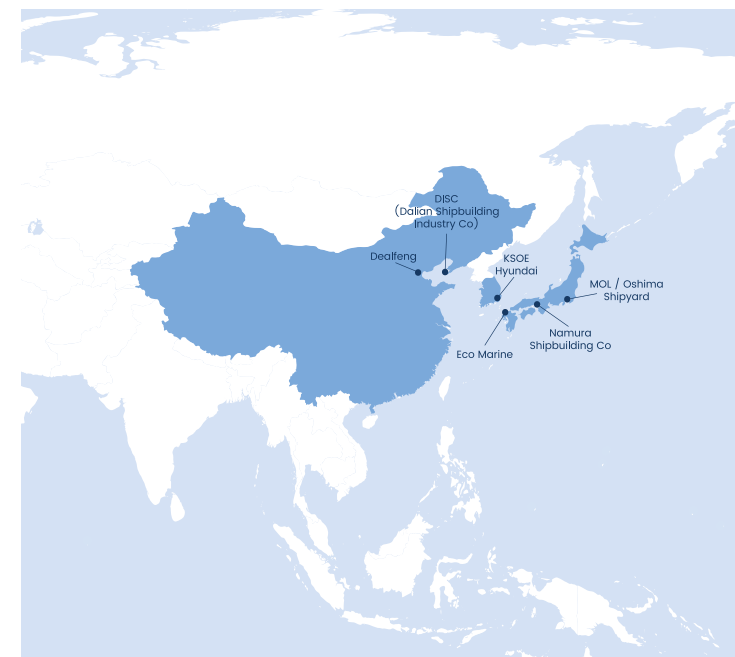 DISC
(Dalian Shipbuilding
Industry Co)
Dealfeng
KSOE
Hyundai
MOL / Oshima
Shipyard
Namura
Shipbuilding Co
Eco Marine